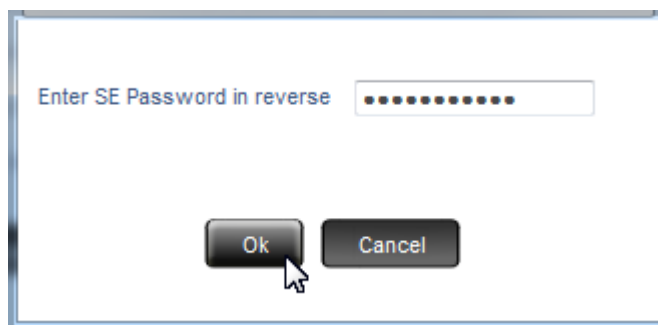 Enter SE Password in reverse •••••••••••
Ok Cancel